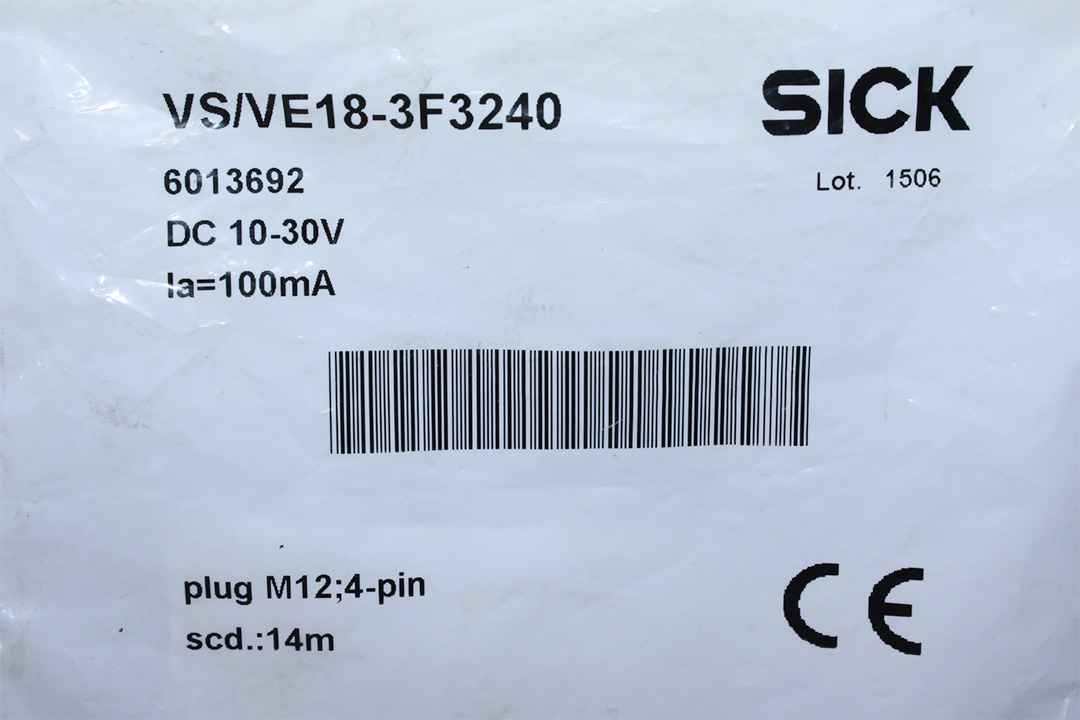 VS/VE18-3F3240
SICK
6013692
Lot. 1506
DC 10-30V
Ia=100mA
plug M12;4-pin
scd.:14m
CE